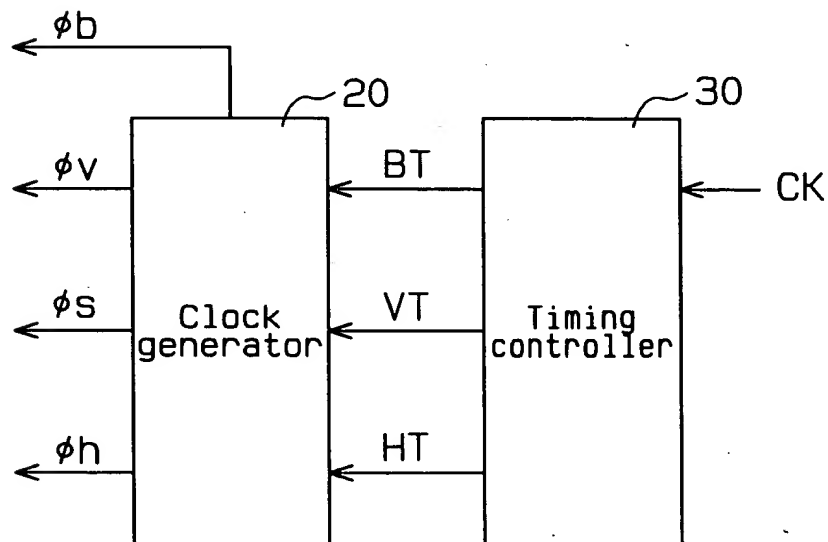 φb
20
30
φv
BT
CK
φs
Clock
generator
VT
Timing
controller
φh
HT